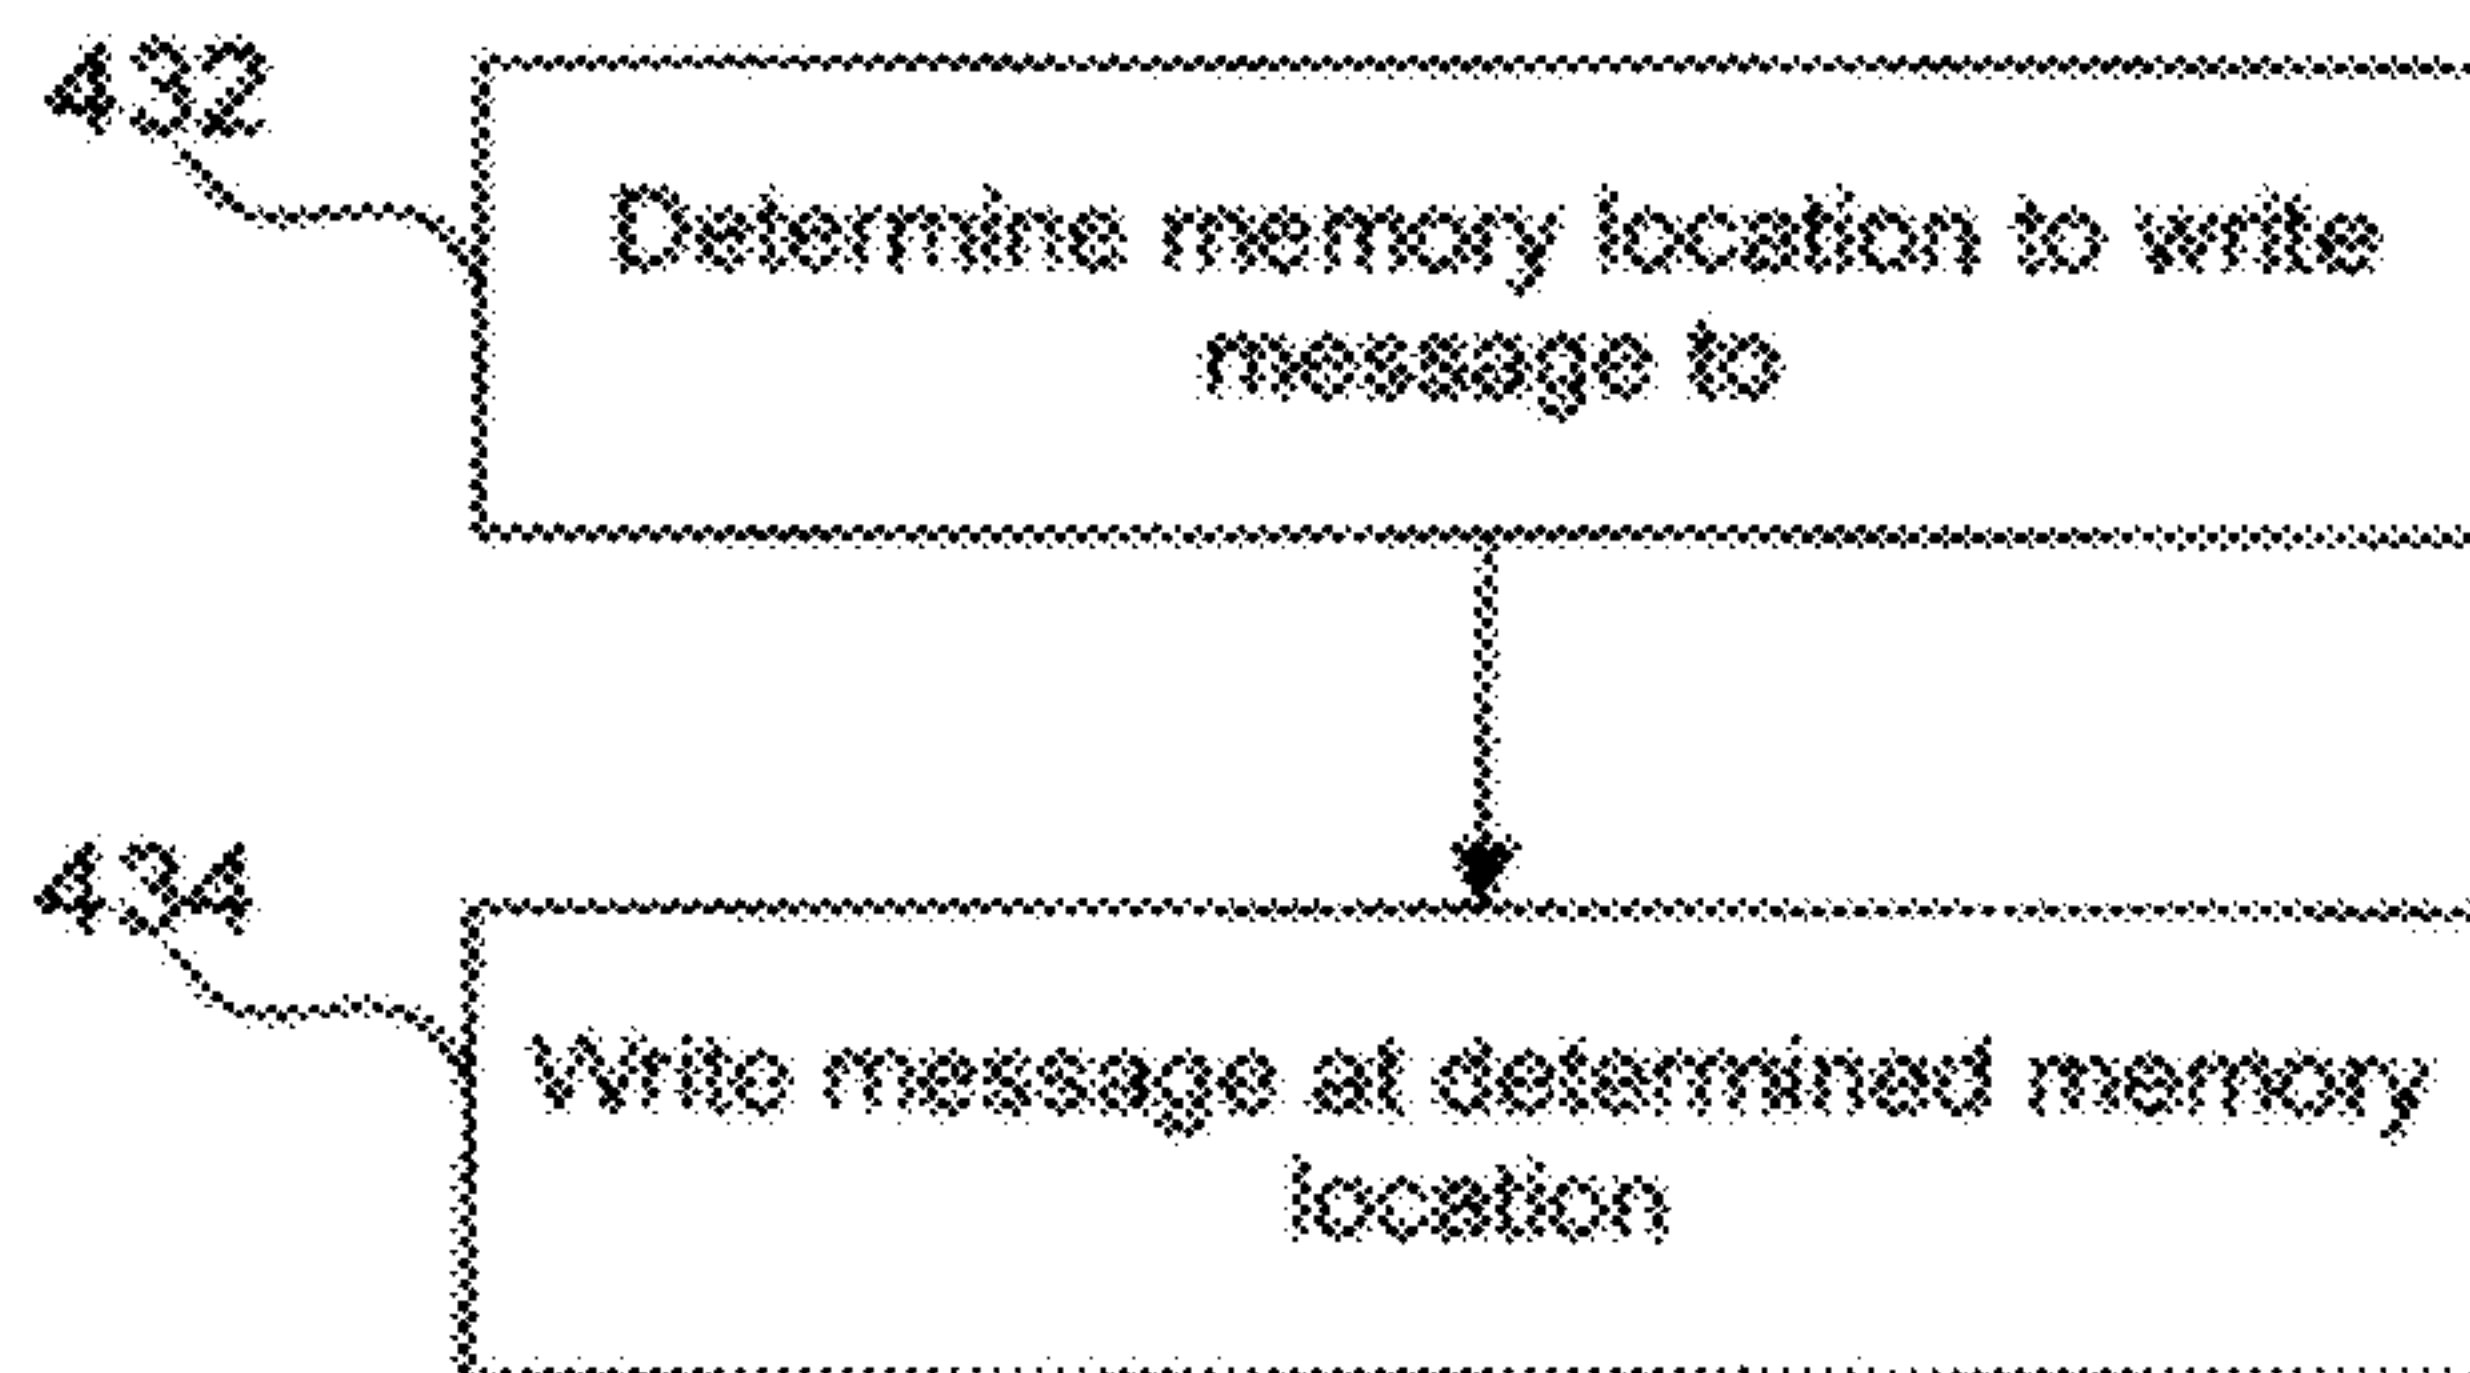 432
Determine memory location to write
message to
434
Write message at determined memory
location